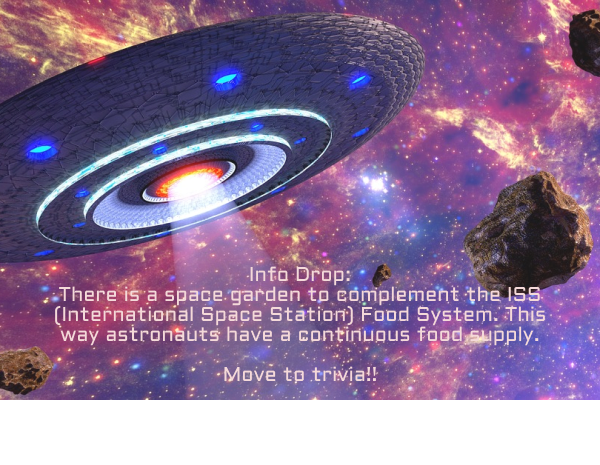 Info Drop:
There is a space garden to complement the ISS
(International Space Station) Food System. This
way astronauts have a continuous food supply.
Move to trivia!!